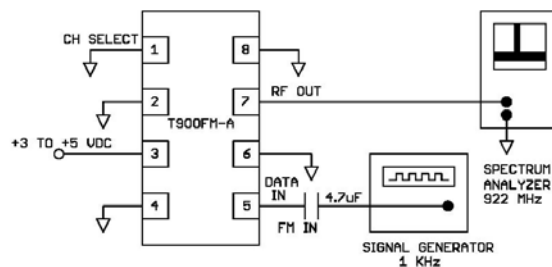 CH SELECT
1
8
2
7
RF OUT
T900FM-A
+3 TO +5 VDC
3
6
DATA
IN
4
5
4.7uF
FM IN
SPECTRUM
ANALYZER
922 MHz
SIGNAL GENERATOR
1 KHz